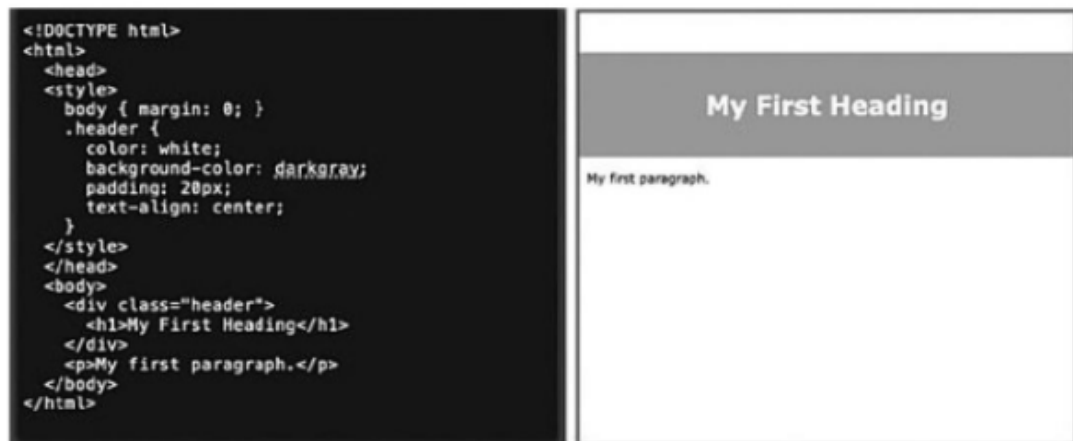 <!DOCTYPE html>
<html>
<head>
<style>
body { margin: 0; }
.header {
color: white;
background-color: darkgray;
padding: 20px;
text-align: center;
}
</style>
</head>
<body>
<div class="header">
<h1>My First Heading</h1>
</div>
<p>My first paragraph.</p>
</body>
</html>
My First Heading
My first paragraph.